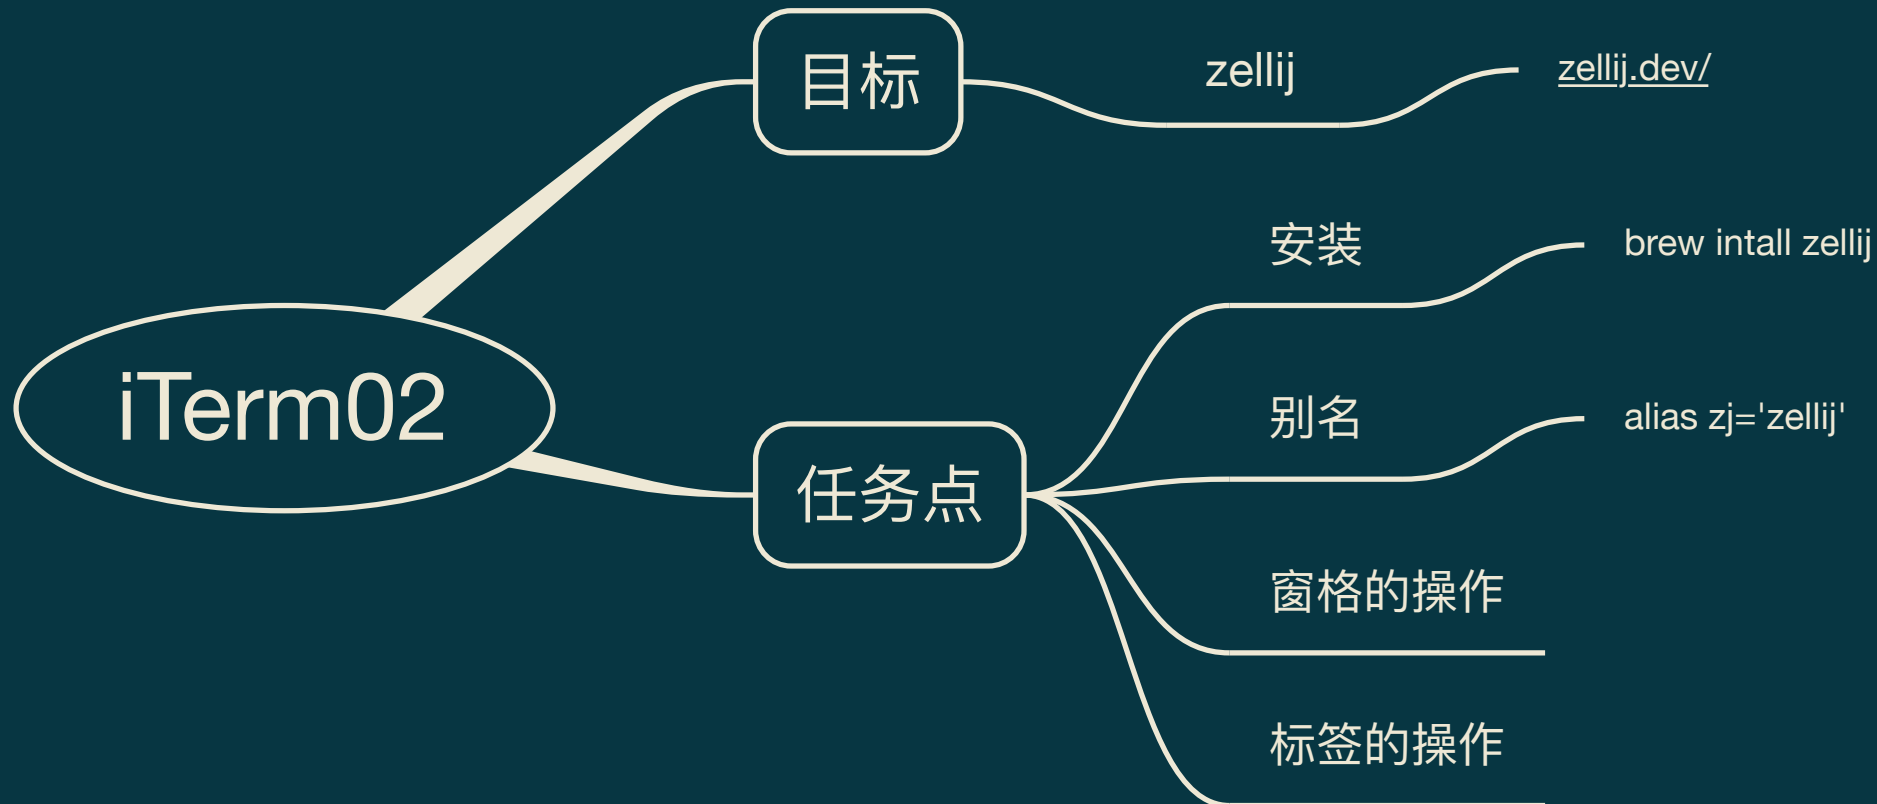 目标
zellij
zellij.dev/
安装
brew intall zellij
iTerm02
别名
alias zj='zellij'
任务点
窗格的操作
标签的操作